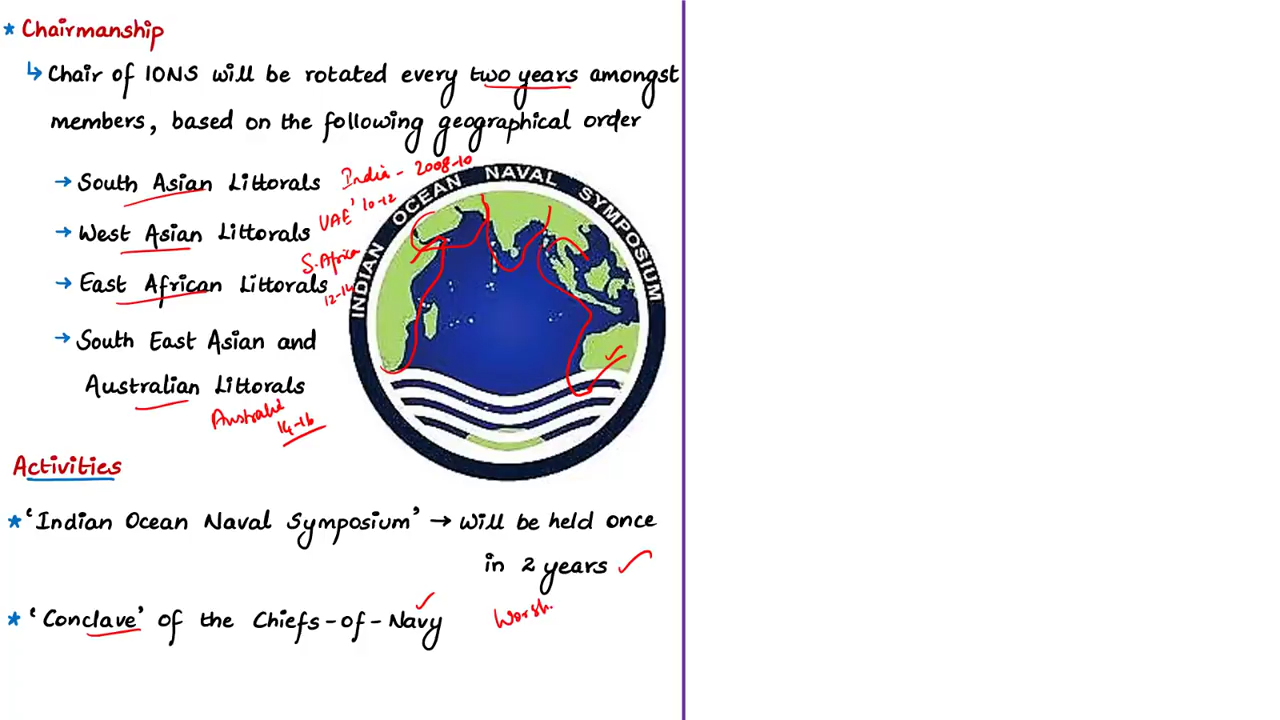 * Chairmanship
↳ Chair of IONS will be rotated every two years amongst
members, based on the following geographical order
→ South Asian Littorals
India - 2008-10
→ West Asian Littorals
UAE' 10-12
→ East African Littorals
S. Africa
12-14
→ South East Asian and
Australian Littorals
Australia
14-16
INDIAN OCEAN NAVAL SYMPOSIUM
Activities
* 'Indian Ocean Naval Symposium' → will be held once
in 2 years
* 'Conclave' of the Chiefs-of-Navy
Worsh.